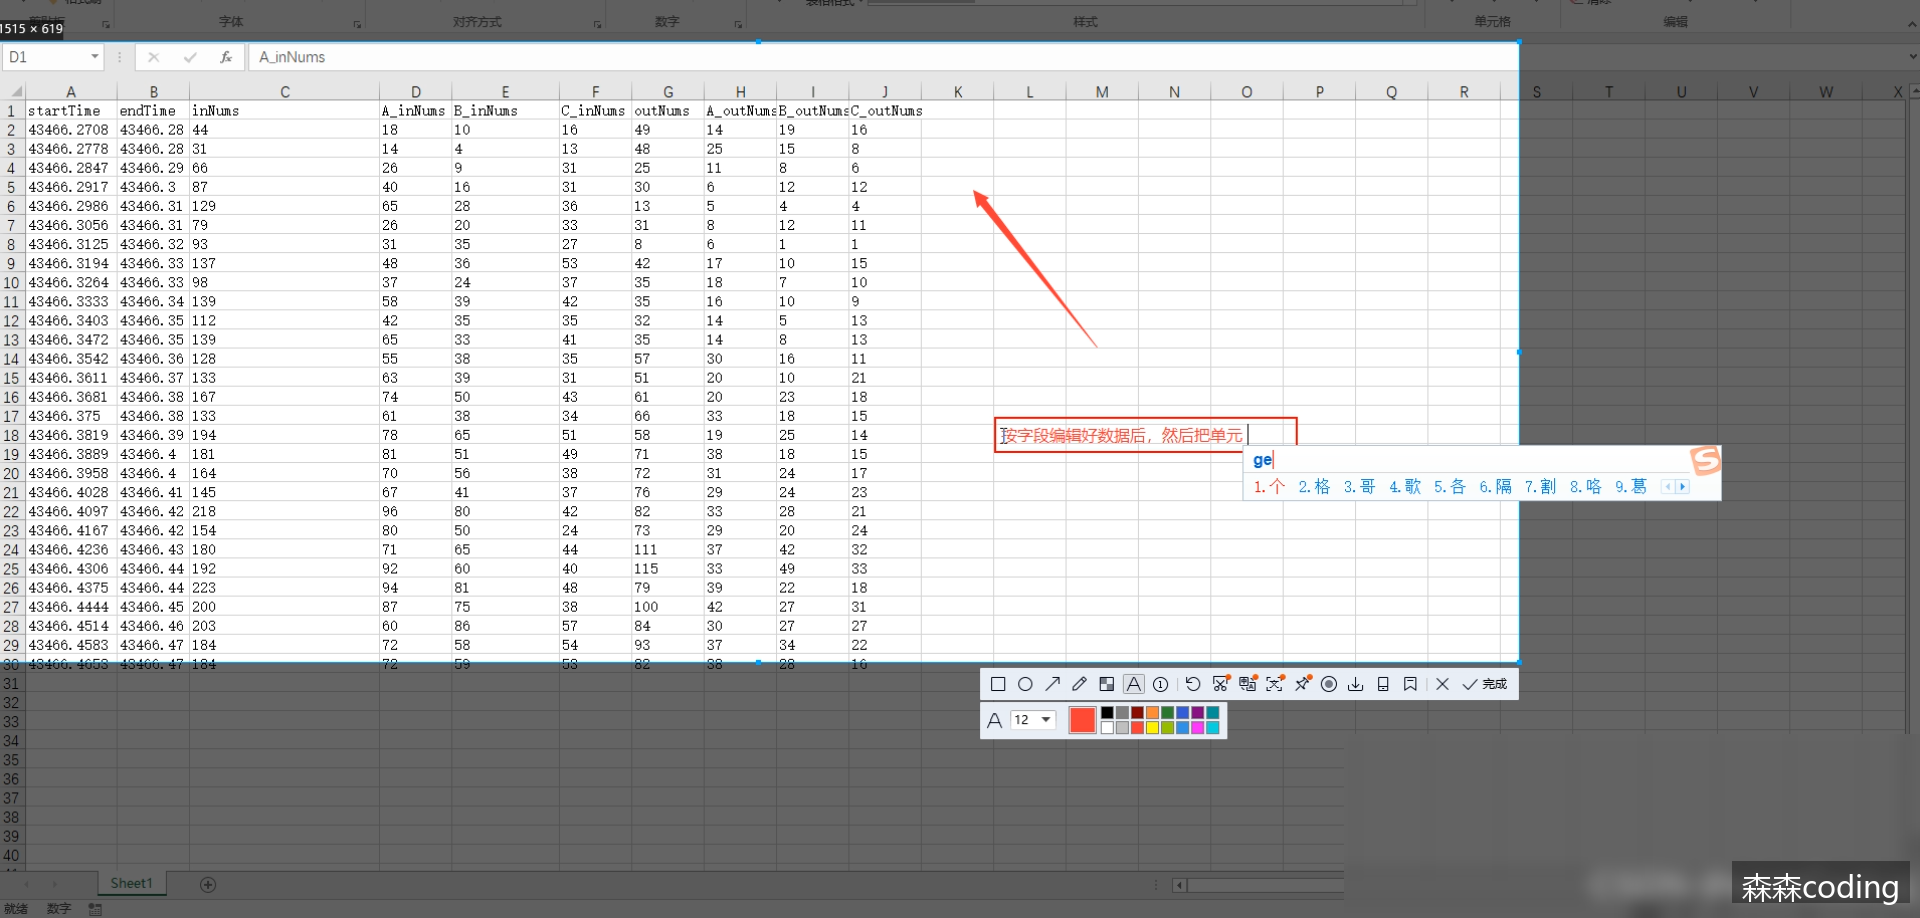 字体 对齐方式 数字 样式 单元格 编辑
1515 × 619
D1 fx A_inNums
A B C D E F G H I J K L M N O P Q R S T U V W X
1 startTime endTime inNums A_inNums B_inNums C_inNums outNums A_outNums B_outNums C_outNums
2 43466.2708 43466.28 44 18 10 16 49 14 19 16
3 43466.2778 43466.28 31 14 4 13 48 25 15 8
4 43466.2847 43466.29 66 26 9 31 25 11 8 6
5 43466.2917 43466.3 87 40 16 31 30 6 12 12
6 43466.2986 43466.31 129 65 28 36 13 5 4 4
7 43466.3056 43466.31 79 26 20 33 31 8 12 11
8 43466.3125 43466.32 93 31 35 27 8 6 1 1
9 43466.3194 43466.33 137 48 36 53 42 17 10 15
10 43466.3264 43466.33 98 37 24 37 35 18 7 10
11 43466.3333 43466.34 139 58 39 42 35 16 10 9
12 43466.3403 43466.35 112 42 35 35 32 14 5 13
13 43466.3472 43466.35 139 65 33 41 35 14 8 13
14 43466.3542 43466.36 128 55 38 35 57 30 16 11
15 43466.3611 43466.37 133 63 39 31 51 20 10 21
16 43466.3681 43466.38 167 74 50 43 61 20 23 18
17 43466.375 43466.38 133 61 38 34 66 33 18 15
18 43466.3819 43466.39 194 78 65 51 58 19 25 14
按字段编辑好数据后，然后把单元
19 43466.3889 43466.4 181 81 51 49 71 38 18 15
ge
20 43466.3958 43466.4 164 70 56 38 72 31 24 17
1.个 2.格 3.哥 4.歌 5.各 6.隔 7.割 8.咯 9.葛
21 43466.4028 43466.41 145 67 41 37 76 29 24 23
22 43466.4097 43466.42 218 96 80 42 82 33 28 21
23 43466.4167 43466.42 154 80 50 24 73 29 20 24
24 43466.4236 43466.43 180 71 65 44 111 37 42 32
25 43466.4306 43466.44 192 92 60 40 115 33 49 33
26 43466.4375 43466.44 223 94 81 48 79 39 22 18
27 43466.4444 43466.45 200 87 75 38 100 42 27 31
28 43466.4514 43466.46 203 60 86 57 84 30 27 27
29 43466.4583 43466.47 184 72 58 54 93 37 34 22
30 43466.4653 43466.47 184 72 59 53 82 38 28 16
31
完成
32
33
A 12
34
35
36
37
38
39
40
Sheet1
森森coding
就绪 数字